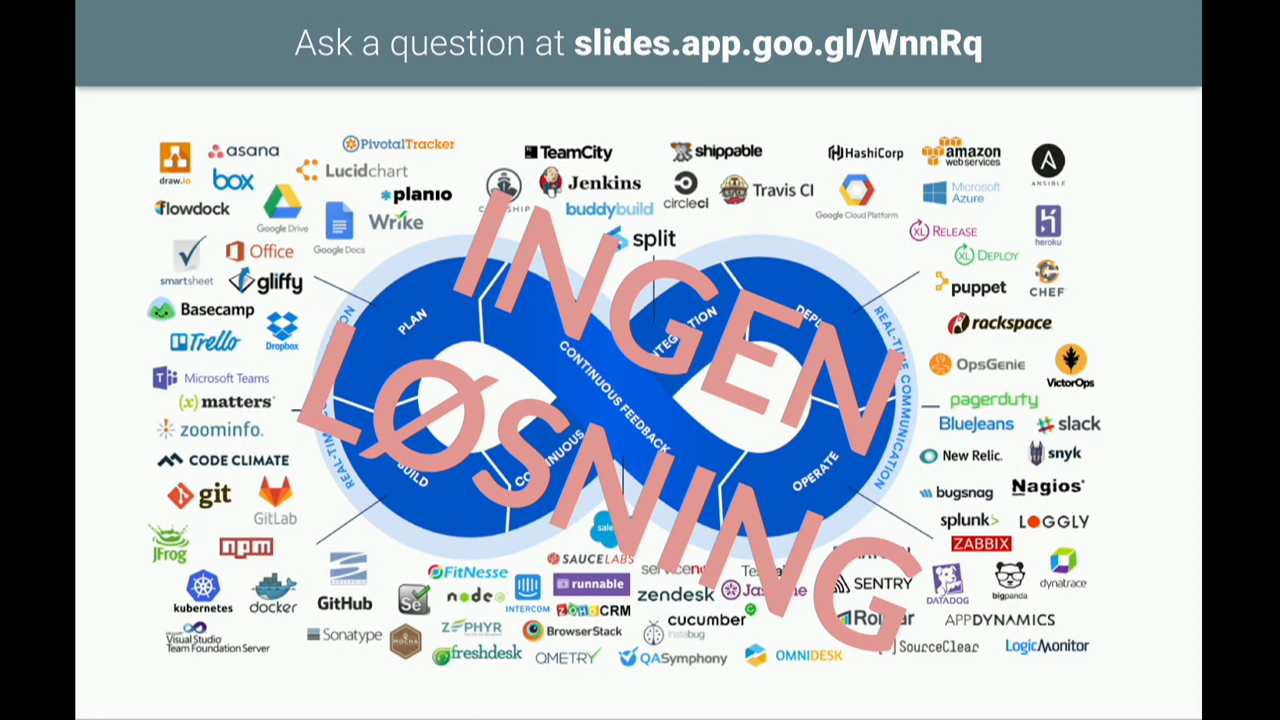 Ask a question at slides.app.goo.gl/WnnRq
draw.io
asana
PivotalTracker
Lucidchart
box
planio
flowdock
Google Drive
Google Docs
Wrike
smartsheet
Office
gliffy
Basecamp
Trello
Dropbox
Microsoft Teams
(x)matters
zoominfo.
CODE CLIMATE
git
GitLab
JFrog
npm
kubernetes
docker
GitHub
Visual Studio
Team Foundation Server
Sonatype
MOCHA
TeamCity
shippable
Jenkins
circleci
Travis CI
buddybuild
split
HashiCorp
amazon
web services
ANSIBLE
Google Cloud Platform
Microsoft
Azure
XL RELEASE
heroku
XL DEPLOY
puppet
CHEF
rackspace
OpsGenie
VictorOps
pagerduty
BlueJeans
slack
New Relic.
snyk
bugsnag
Nagios
splunk>
LOGGLY
ZABBIX
SENTRY
DATADOG
bigpanda
dynatrace
APPDYNAMICS
SourceClear
LogicMonitor
PLAN
BUILD
CONTINUOUS FEEDBACK
OPERATE
REAL-TIME COMMUNICATION
INGEN
LØSNING
SAUCELABS
FitNesse
Se
node
INTERCOM
runnable
ZOHO CRM
zendesk
ZEPHYR
BrowserStack
instabug
cucumber
freshdesk
QMETRY
QASymphony
OMNIDESK